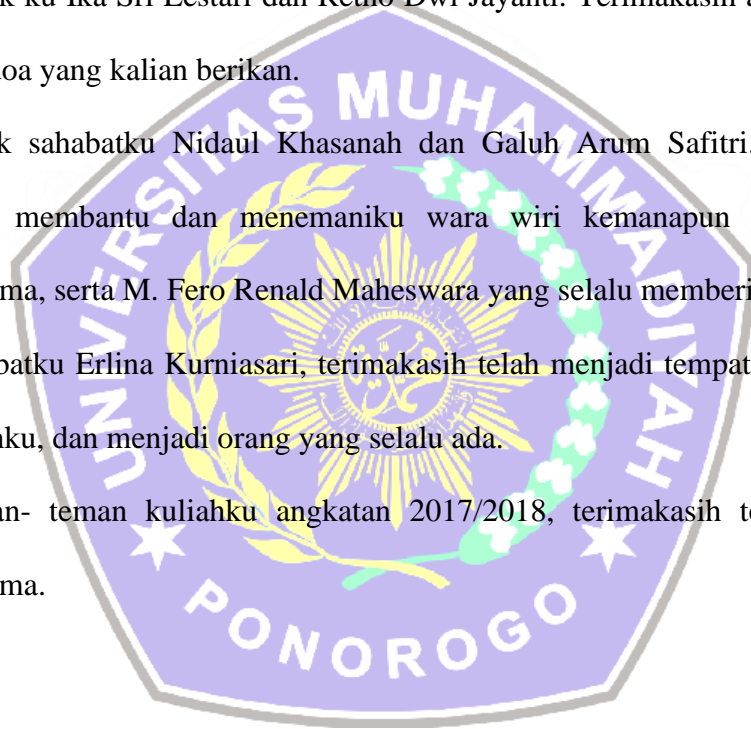 k ku Ika Sri Lestari dan Retno Dwi Jayanti. Terimakasih a
loa yang kalian berikan.
k sahabatku Nidaul Khasanah dan Galuh Arum Safitri.
membantu dan menemaniku wara wiri kemanapun
ma, serta M. Fero Renald Maheswara yang selalu memberi
batku Erlina Kurniasari, terimakasih telah menjadi tempat
nku, dan menjadi orang yang selalu ada.
an- teman kuliahku angkatan 2017/2018, terimakasih te
ma.
UNIVERSITAS MUHAMMADIYAH
PONOROGO